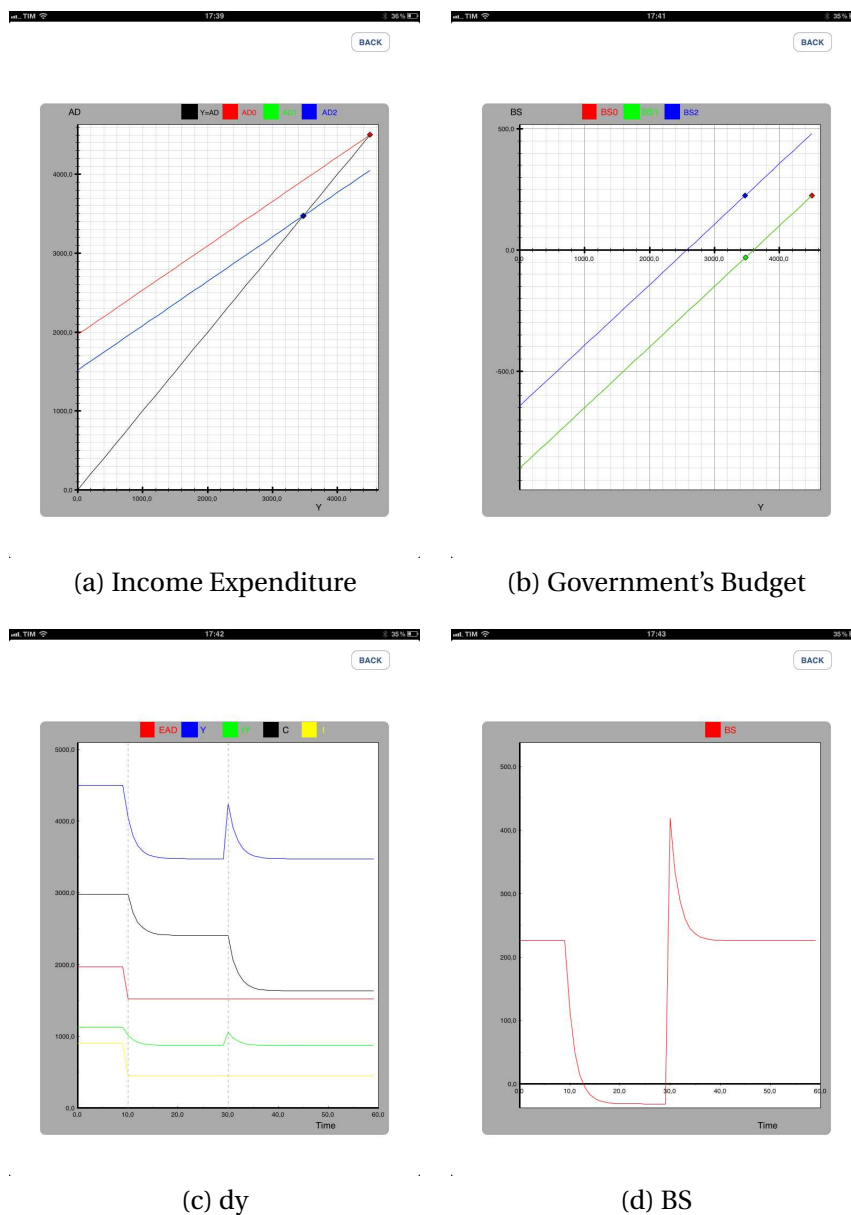 TIM 17:39 36%
BACK
AD Y=AD AD0 AD1 AD2
4000,0
3000,0
2000,0
1000,0
0,0
0,0 1000,0 2000,0 3000,0 4000,0
Y
(a) Income Expenditure
TIM 17:41 35%
BACK
BS BS0 BS1 BS2
500,0
0,0
0,0 1000,0 2000,0 3000,0 4000,0
-500,0
Y
(b) Government's Budget
TIM 17:42 35%
BACK
EAD Y C I
5000,0
4000,0
3000,0
2000,0
1000,0
0,0
0,0 10,0 20,0 30,0 40,0 50,0 60,0
Time
(c) dy
TIM 17:43 35%
BACK
BS
500,0
400,0
300,0
200,0
100,0
0,0
0,0 10,0 20,0 30,0 40,0 50,0 60,0
Time
(d) BS